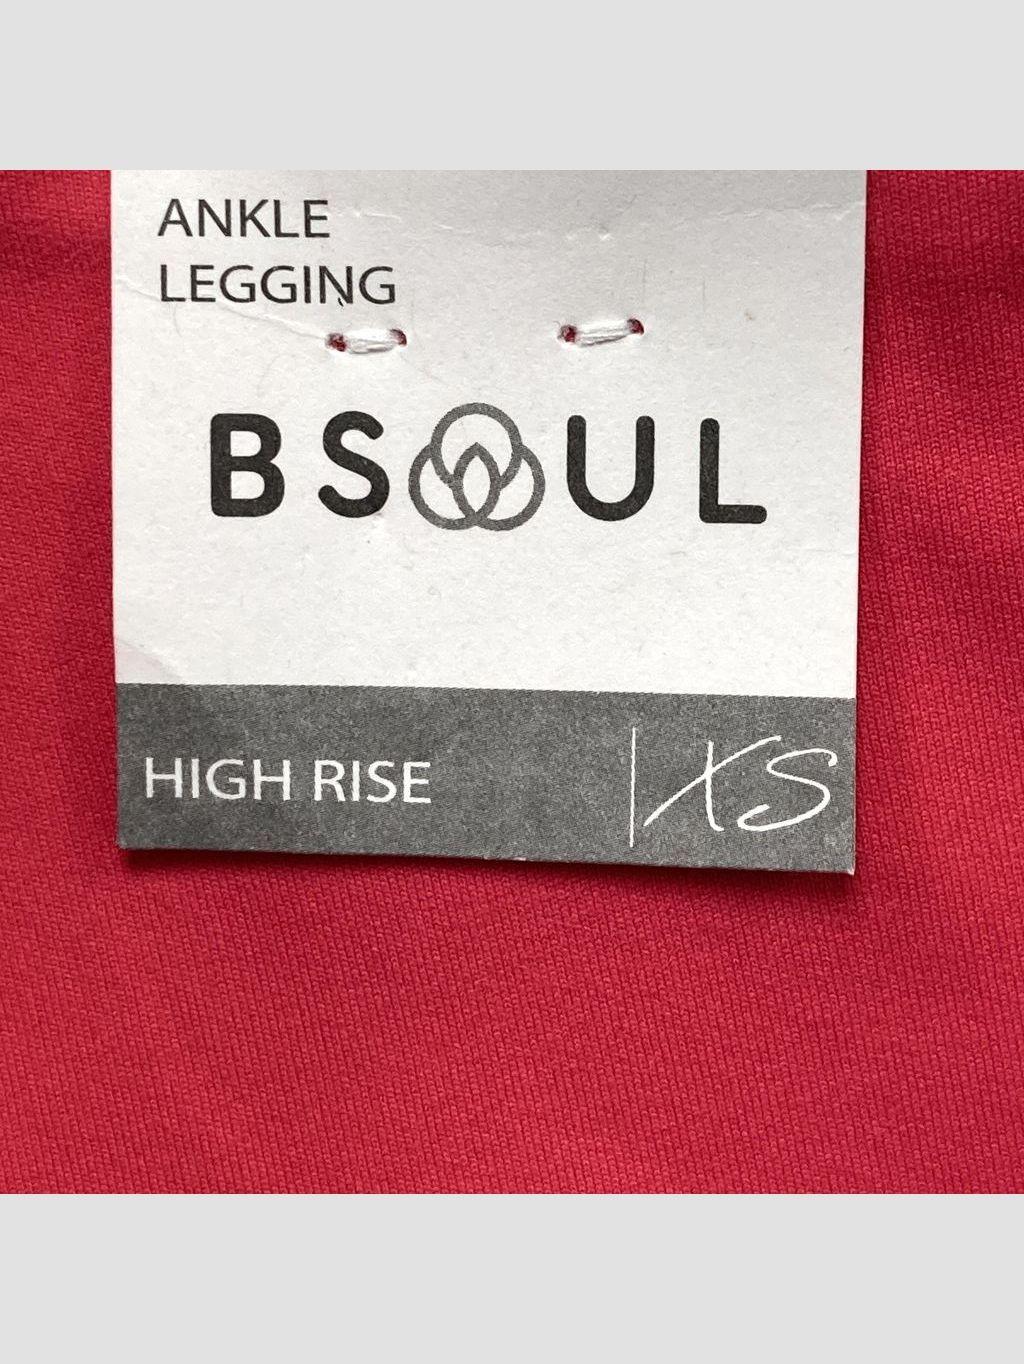 ANKLE
LEGGING
BSOUL
HIGH RISE
XS